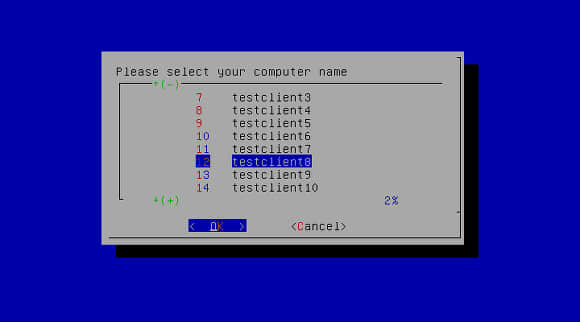 Please select your computer name
↑(-)
7 testclient3
8 testclient4
9 testclient5
10 testclient6
11 testclient7
12 testclient8
13 testclient9
14 testclient10
↓(+) 2%
< OK > <Cancel>